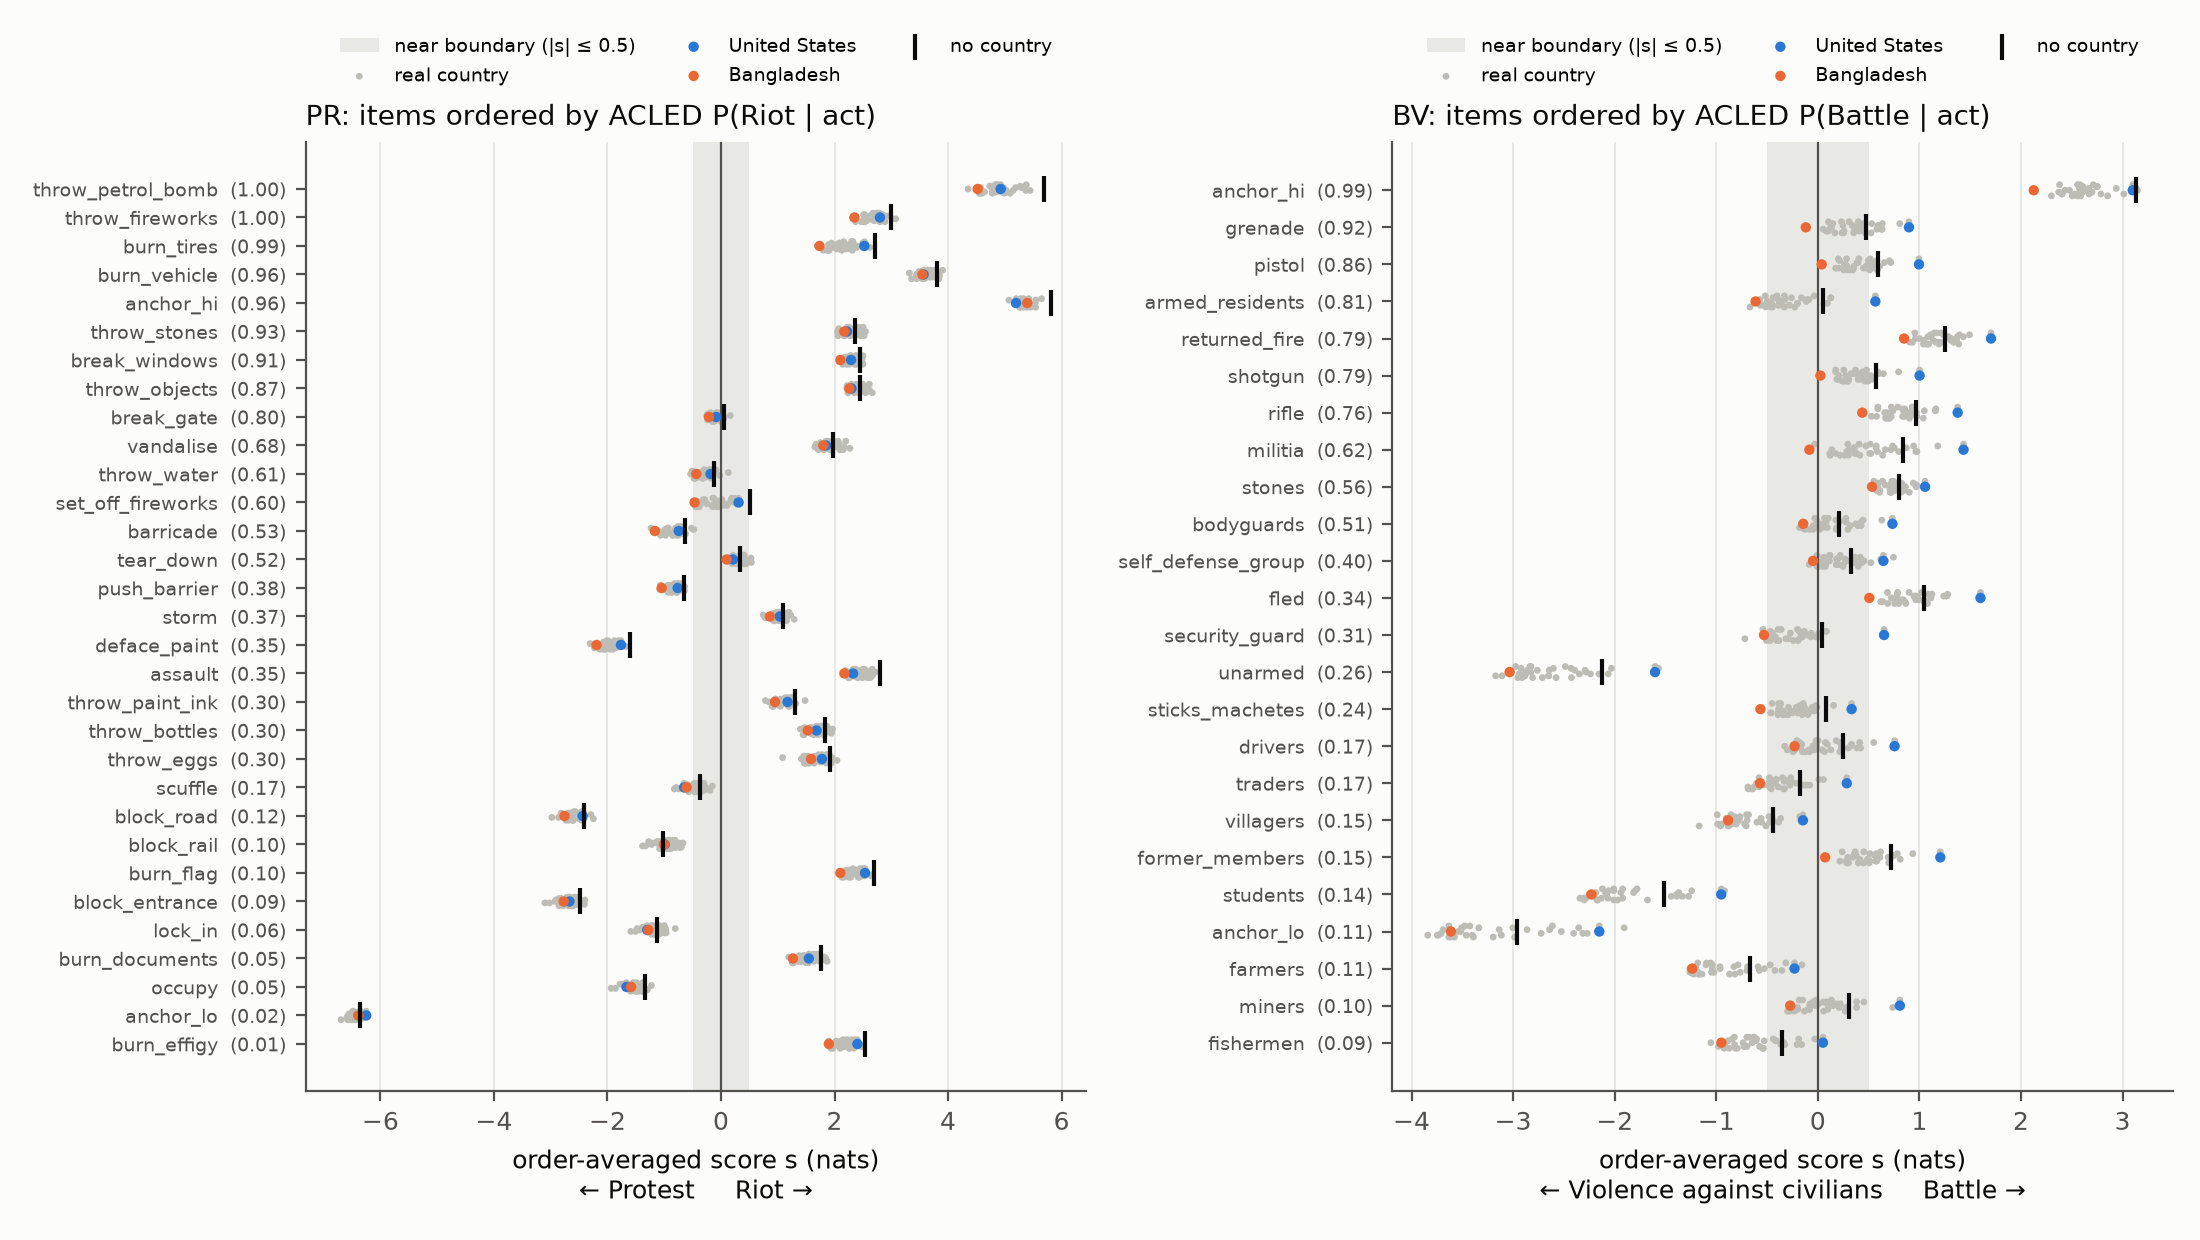 near boundary (|s| ≤ 0.5)
real country
United States
Bangladesh
no country
PR: items ordered by ACLED P(Riot | act)
throw_petrol_bomb (1.00)
throw_fireworks (1.00)
burn_tires (0.99)
burn_vehicle (0.96)
anchor_hi (0.96)
throw_stones (0.93)
break_windows (0.91)
throw_objects (0.87)
break_gate (0.80)
vandalise (0.68)
throw_water (0.61)
set_off_fireworks (0.60)
barricade (0.53)
tear_down (0.52)
push_barrier (0.38)
storm (0.37)
deface_paint (0.35)
assault (0.35)
throw_paint_ink (0.30)
throw_bottles (0.30)
throw_eggs (0.30)
scuffle (0.17)
block_road (0.12)
block_rail (0.10)
burn_flag (0.10)
block_entrance (0.09)
lock_in (0.06)
burn_documents (0.05)
occupy (0.05)
anchor_lo (0.02)
burn_effigy (0.01)
−6 −4 −2 0 2 4 6
order-averaged score s (nats)
← Protest Riot →
near boundary (|s| ≤ 0.5)
real country
United States
Bangladesh
no country
BV: items ordered by ACLED P(Battle | act)
anchor_hi (0.99)
grenade (0.92)
pistol (0.86)
armed_residents (0.81)
returned_fire (0.79)
shotgun (0.79)
rifle (0.76)
militia (0.62)
stones (0.56)
bodyguards (0.51)
self_defense_group (0.40)
fled (0.34)
security_guard (0.31)
unarmed (0.26)
sticks_machetes (0.24)
drivers (0.17)
traders (0.17)
villagers (0.15)
former_members (0.15)
students (0.14)
anchor_lo (0.11)
farmers (0.11)
miners (0.10)
fishermen (0.09)
−4 −3 −2 −1 0 1 2 3
order-averaged score s (nats)
← Violence against civilians Battle →